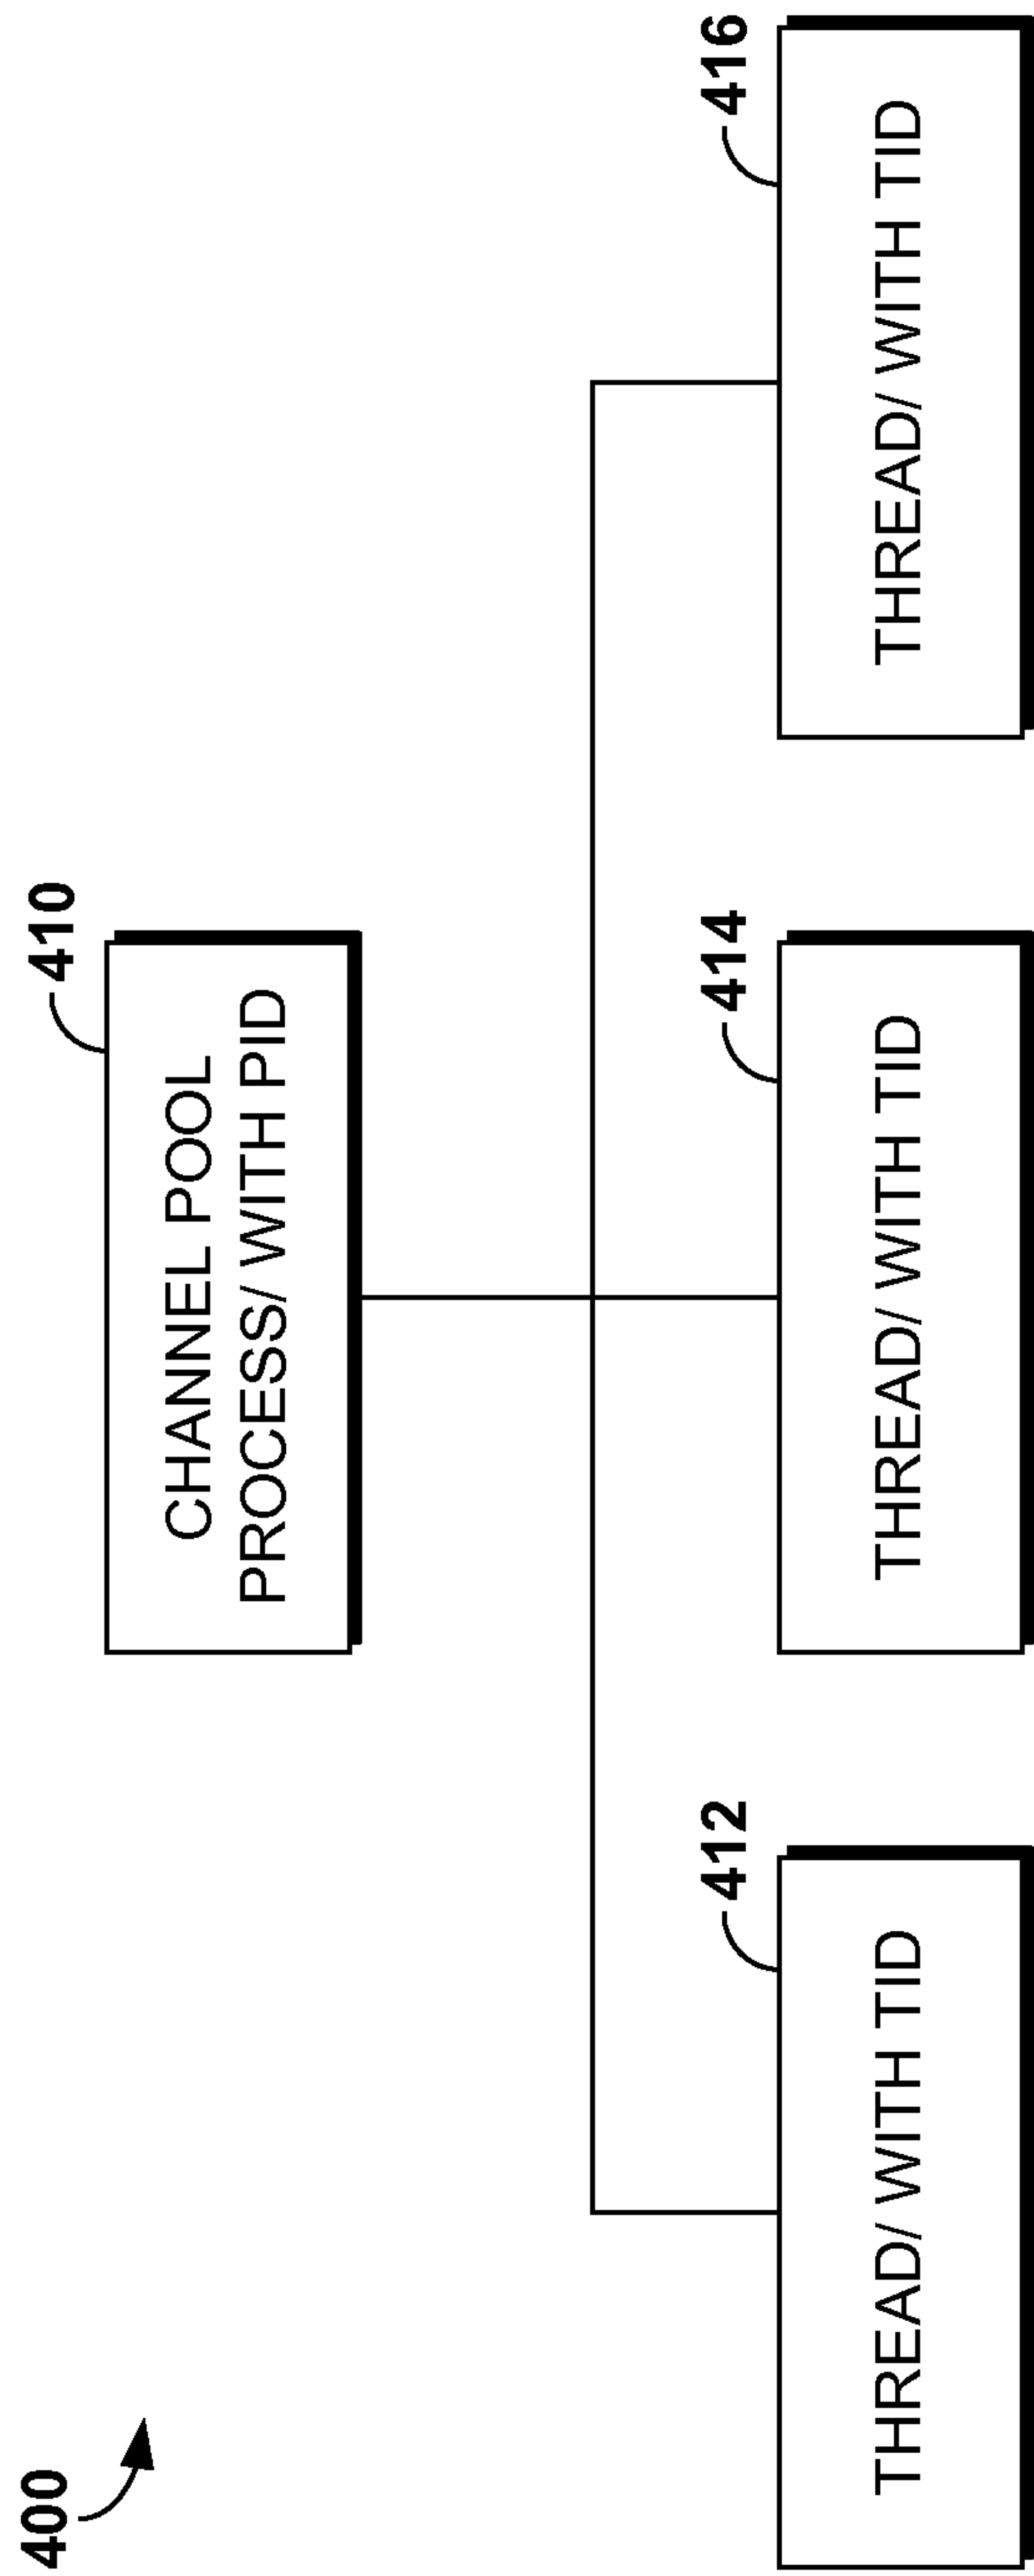 400
410
CHANNEL POOL
PROCESS/ WITH PID
412
THREAD/ WITH TID
414
THREAD/ WITH TID
416
THREAD/ WITH TID